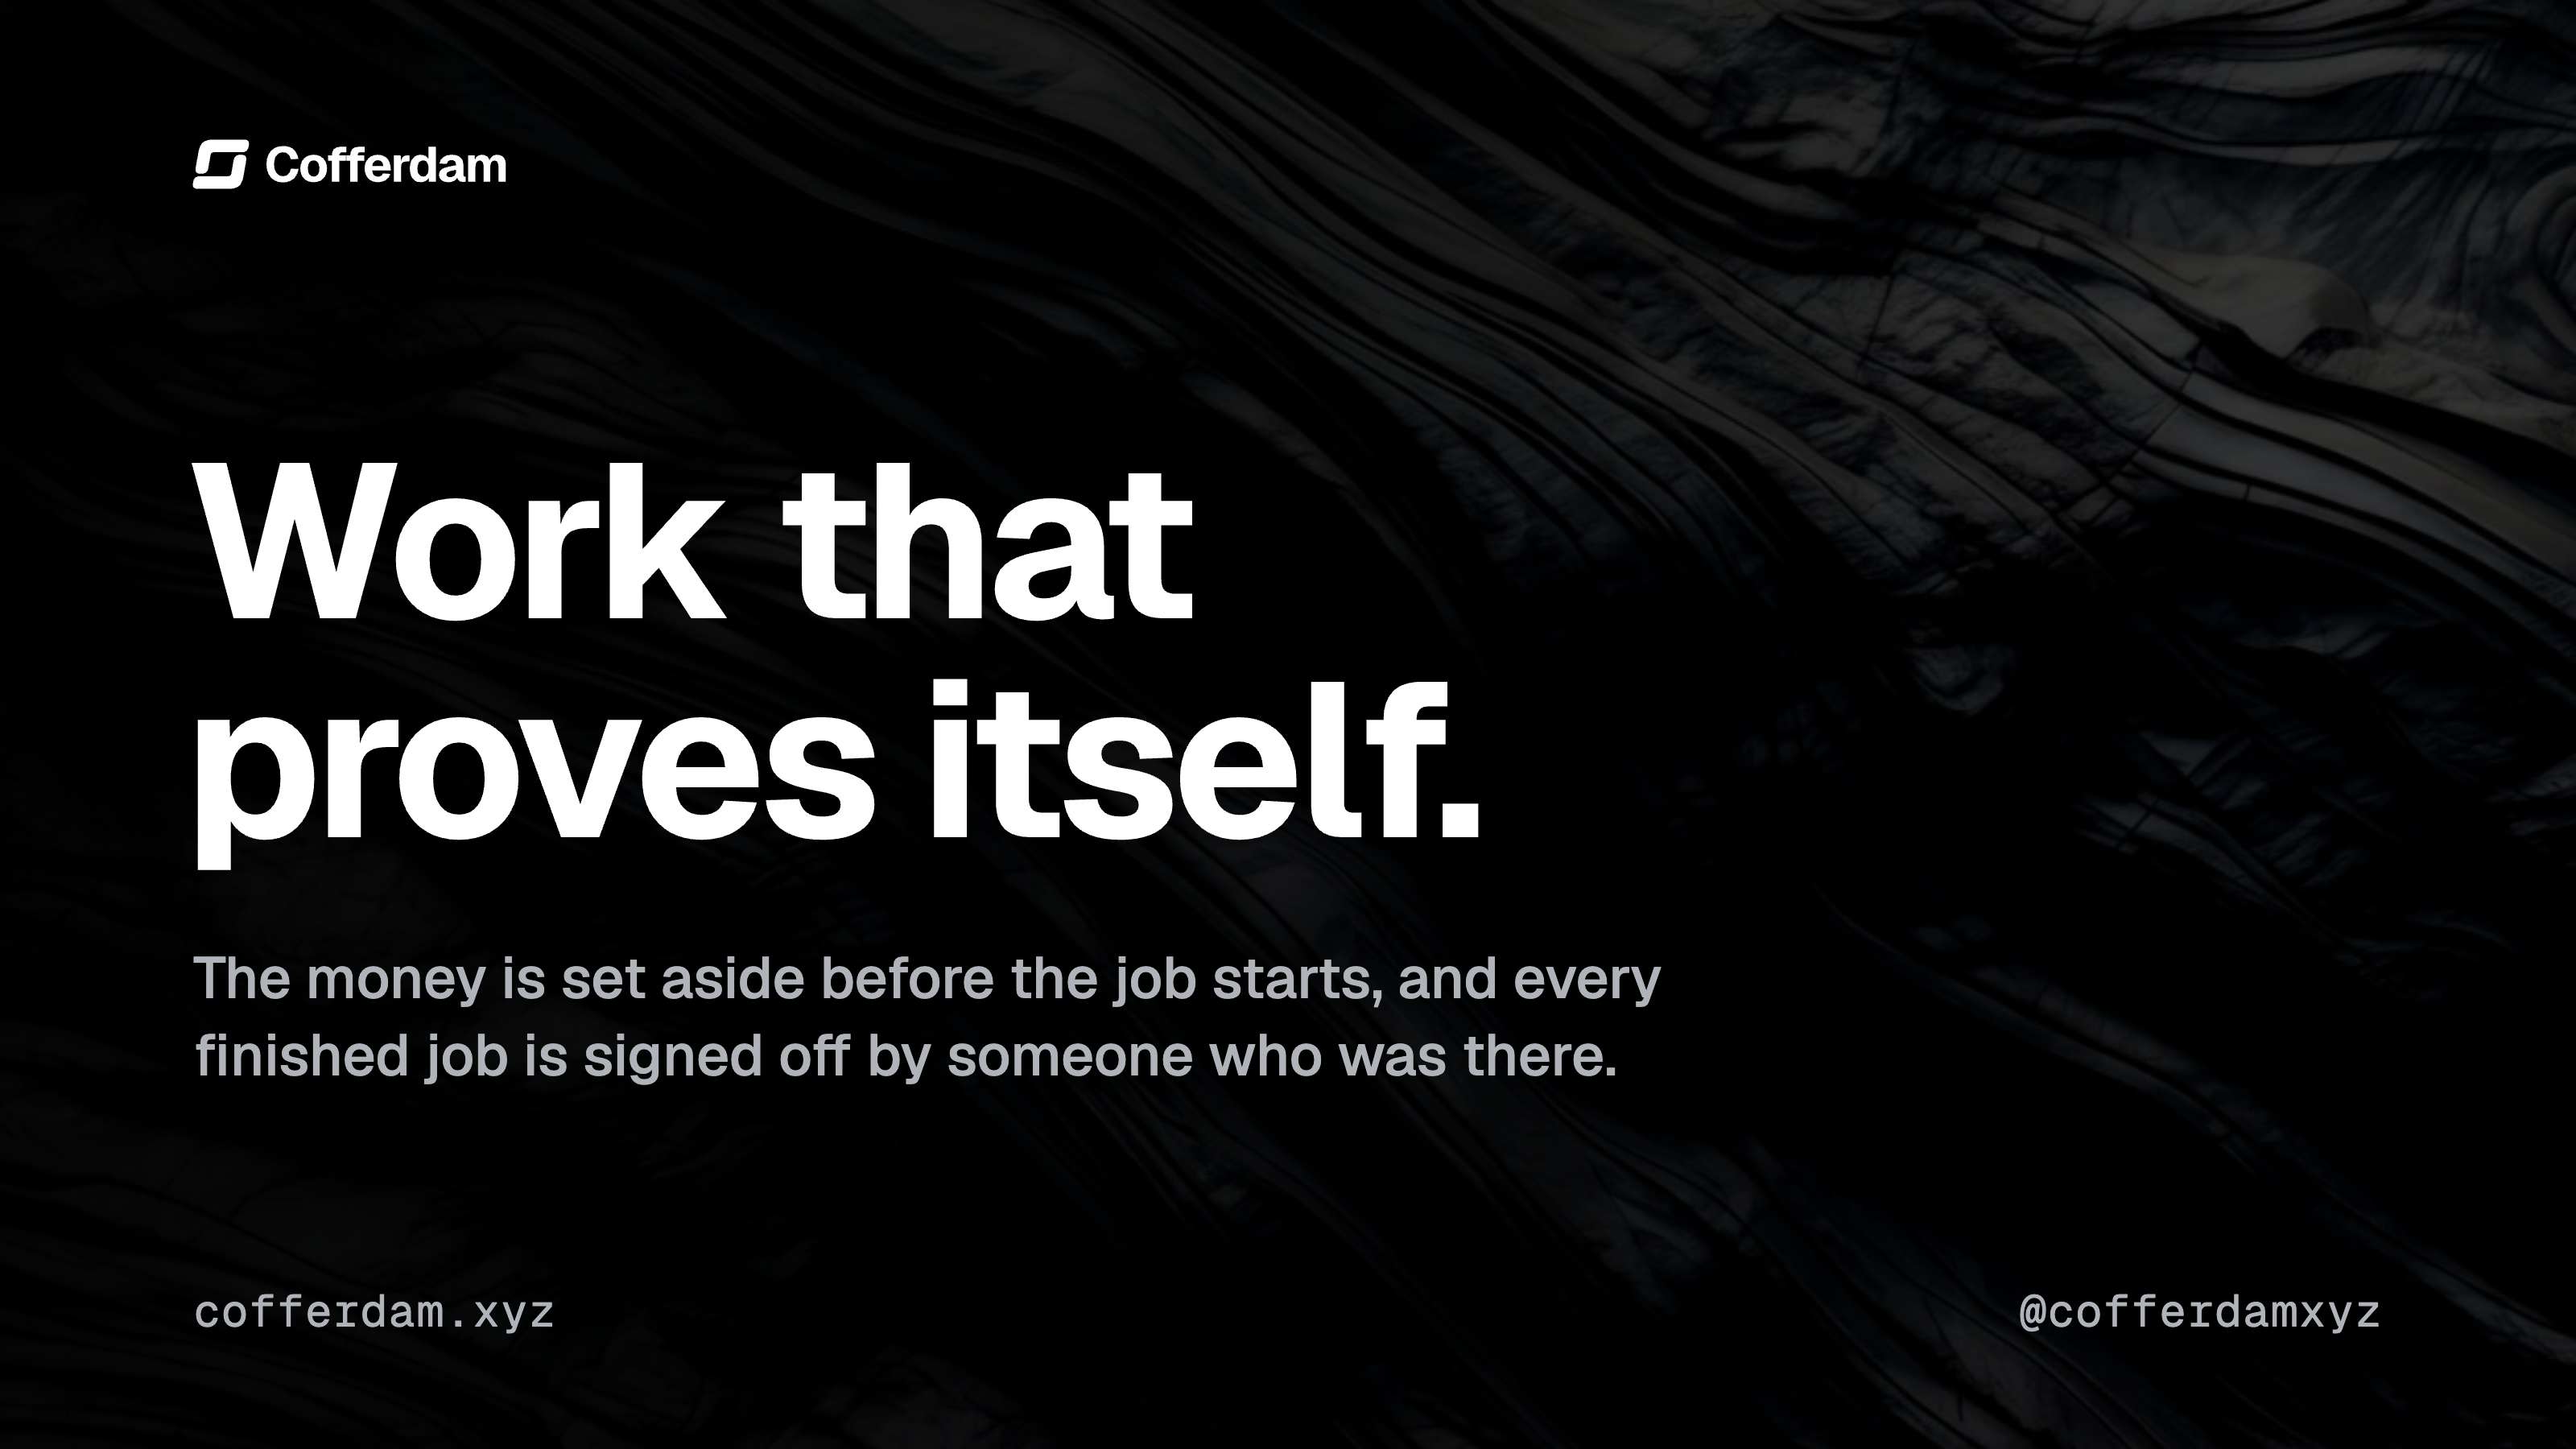 Cofferdam
Work that
proves itself.
The money is set aside before the job starts, and every
finished job is signed off by someone who was there.
cofferdam.xyz
@cofferdamxyz